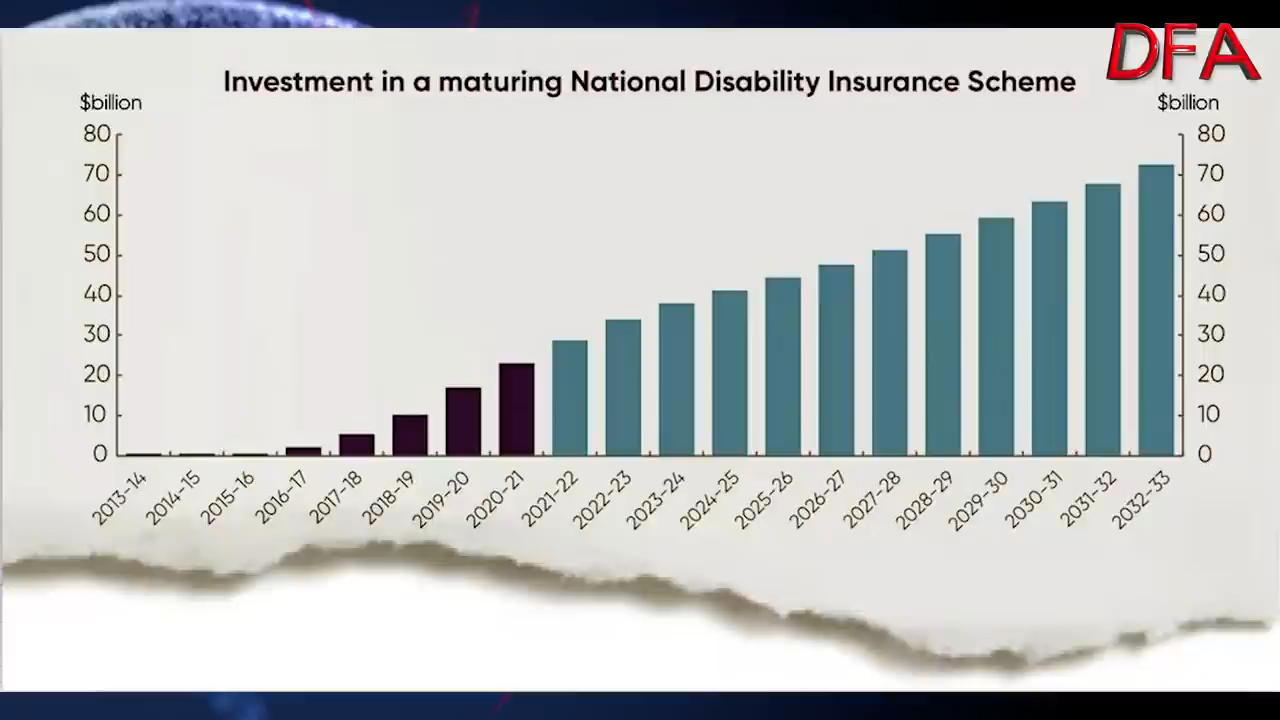 DFA
Investment in a maturing National Disability Insurance Scheme
$billion $billion
80 80
70 70
60 60
50 50
40 40
30 30
20 20
10 10
0 0
2013-14 2014-15 2015-16 2016-17 2017-18 2018-19 2019-20 2020-21 2021-22 2022-23 2023-24 2024-25 2025-26 2026-27 2027-28 2028-29 2029-30 2030-31 2031-32 2032-33